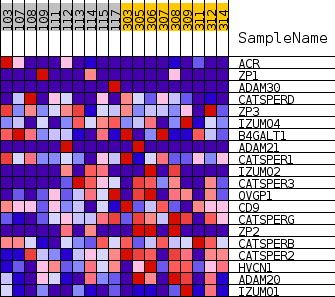 103 107 108 109 112 113 114 115 117 303 305 306 307 308 309 311 312 314
SampleName
ACR
ZP1
ADAM30
CATSPERD
ZP3
IZUMO4
B4GALT1
ADAM21
CATSPER1
IZUMO2
CATSPER3
OVGP1
CD9
CATSPERG
ZP2
CATSPERB
CATSPER2
HVCN1
ADAM20
IZUMO1